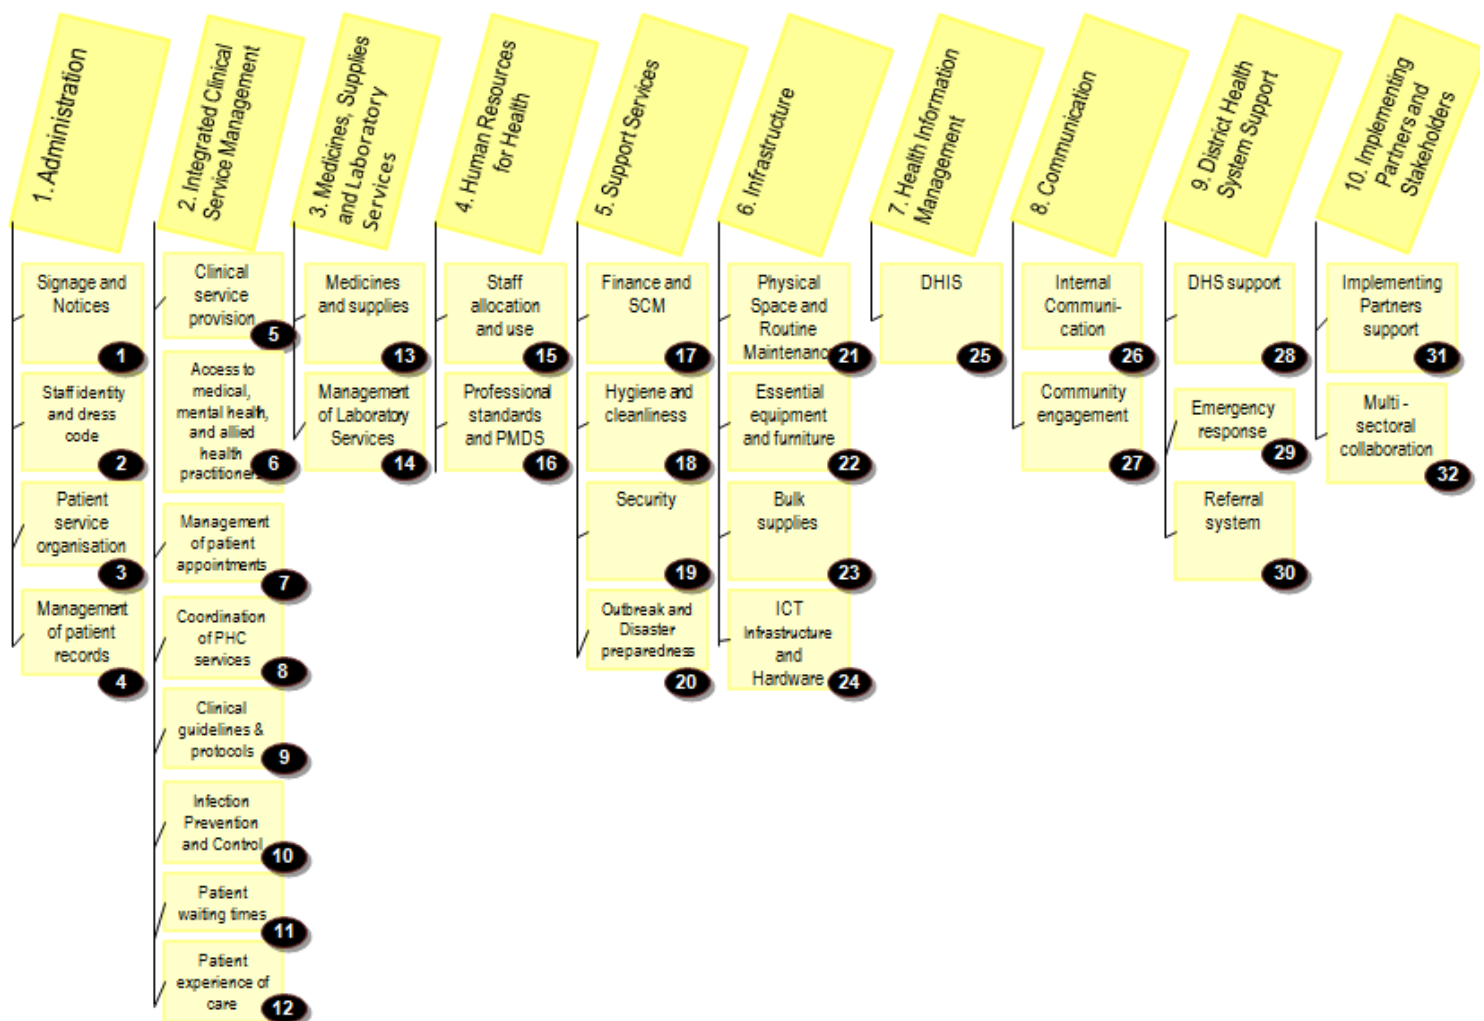 1. Administration
Signage and
Notices
1
Staff identity
and dress
code
2
Patient
service
organisation
3
Management
of patient
records
4
2. Integrated Clinical
Service Management
Clinical
service
provision
5
Access to
medical,
mental health,
and allied
health
practitioner
6
Management
of patient
appointments
7
Coordination
of PHC
services
8
Clinical
guidelines &
protocols
9
Infection
Prevention
and Control
10
Patient
waiting times
11
Patient
experience of
care
12
3. Medicines, Supplies
and Laboratory
Services
Medicines
and supplies
13
Management
of Laboratory
Services
14
4. Human Resources
for Health
Staff
allocation
and use
15
Professional
standards
and PMDS
16
5. Support Services
Finance and
SCM
17
Hygiene and
cleanliness
18
Security
19
Outbreak and
Disaster
preparedness
20
6. Infrastructure
Physical
Space and
Routine
Maintenance
21
Essential
equipment
and furniture
22
Bulk
supplies
23
ICT
Infrastructure
and
Hardware
24
7. Health Information
Management
DHIS
25
8. Communication
Internal
Communi-
cation
26
Community
engagement
27
9. District Health
System Support
DHS support
28
Emergency
response
29
Referral
system
30
10. Implementing
Partners and
Stakeholders
Implementing
Partners
support
31
Multi -
sectoral
collaboration
32